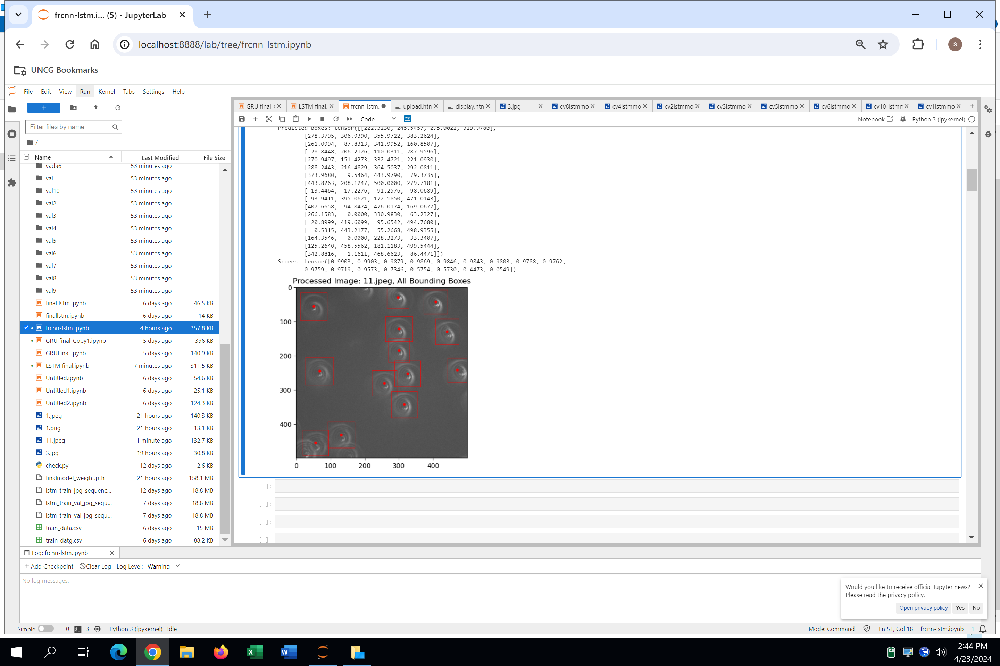 frcnn-lstm.i... (5) - JupyterLab
localhost:8888/lab/tree/frcnn-lstm.ipynb
S
UNCG Bookmarks
File Edit View Run Kernel Tabs Settings Help
Filter files by name
/
Name Last Modified File Size
vada6 53 minutes ago
val 53 minutes ago
val10 53 minutes ago
val2 53 minutes ago
val3 53 minutes ago
val4 53 minutes ago
val5 53 minutes ago
val6 53 minutes ago
val7 53 minutes ago
val8 53 minutes ago
val9 53 minutes ago
final lstm.ipynb 6 days ago 46.5 KB
finallstm.ipynb 6 days ago 14 KB
frcnn-lstm.ipynb 4 hours ago 357.8 KB
GRU final-Copy1.ipynb 5 days ago 396 KB
GRUFinal.ipynb 5 days ago 140.9 KB
LSTM final.ipynb 7 minutes ago 311.5 KB
Untitled.ipynb 6 days ago 54.6 KB
Untitled1.ipynb 6 days ago 25.1 KB
Untitled2.ipynb 6 days ago 124.3 KB
1.jpeg 21 hours ago 140.3 KB
1.png 21 hours ago 13.1 KB
11.jpeg 1 minute ago 132.7 KB
3.jpg 19 hours ago 30.8 KB
check.py 12 days ago 2.6 KB
finalmodel_weight.pth 21 hours ago 158.1 MB
lstm_train_jpg_sequenc... 12 days ago 18.8 MB
lstm_train_val_jpg_sequ... 7 days ago 18.8 MB
lstm_train_val_jpg_sequ... 7 days ago 18.8 MB
train_data.csv 6 days ago 15 MB
train_datg.csv 6 days ago 88.2 KB
GRU final-C LSTM final. frcnn-lstm. upload.htm display.htm 3.jpg cv8lstmmo cv4lstmmo cv2lstmmo cv3lstmmo cv5lstmmo cv6lstmmo cv10-lstmm cv1lstmmo
Code Notebook Python 3 (ipykernel)
Predicted Boxes: tensor([[222.3230, 245.5457, 295.0022, 319.9780],
[278.3795, 306.9390, 355.9722, 383.2624],
[261.0994, 87.8313, 341.9952, 160.8507],
[ 28.8448, 206.2126, 110.0311, 287.9596],
[270.9497, 151.4273, 332.4721, 221.0930],
[288.2443, 216.4829, 364.5037, 292.0811],
[373.9680, 9.5464, 443.9790, 79.3735],
[443.8263, 208.1247, 500.0000, 279.7181],
[ 13.4464, 17.2276, 91.2576, 98.0689],
[ 93.9411, 395.0621, 172.1850, 471.0143],
[407.6658, 94.8474, 476.0174, 169.0677],
[266.1583, 0.0000, 330.9830, 63.2327],
[ 20.8999, 419.6099, 95.6542, 494.7680],
[ 0.5315, 443.2177, 55.2668, 498.9355],
[164.3546, 0.0000, 228.3273, 33.3407],
[125.2640, 458.5562, 181.1183, 499.5444],
[342.8816, 1.1611, 468.6623, 86.4471]])
Scores: tensor([0.9903, 0.9903, 0.9879, 0.9869, 0.9846, 0.9843, 0.9803, 0.9788, 0.9762,
0.9759, 0.9719, 0.9573, 0.7346, 0.5754, 0.5730, 0.4473, 0.0549])
Processed Image: 11.jpeg, All Bounding Boxes
0
100
200
300
400
0 100 200 300 400
[ ]:
[ ]:
[ ]:
[ ]:
Log: frcnn-lstm.ipynb
Add Checkpoint Clear Log Log Level: Warning
No log messages.
Would you like to receive official Jupyter news?
Please read the privacy policy.
Open privacy policy Yes No
Simple 0 3 Python 3 (ipykernel) | Idle Mode: Command Ln 51, Col 18 frcnn-lstm.ipynb 1
2:44 PM
4/23/2024